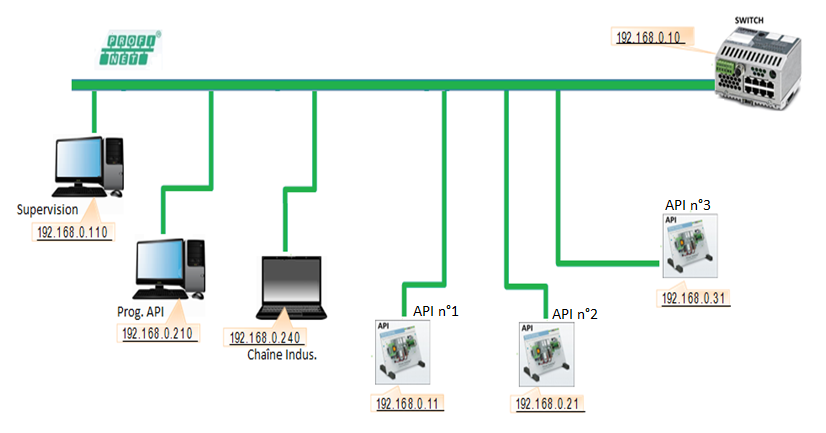 SWITCH
192.168.0.10
PROFI
NET
Supervision
192.168.0.110
Prog. API
192.168.0.210
192.168.0.240
Chaîne Indus.
API n°1
API
192.168.0.11
API n°2
API
192.168.0.21
API n°3
API
192.168.0.31